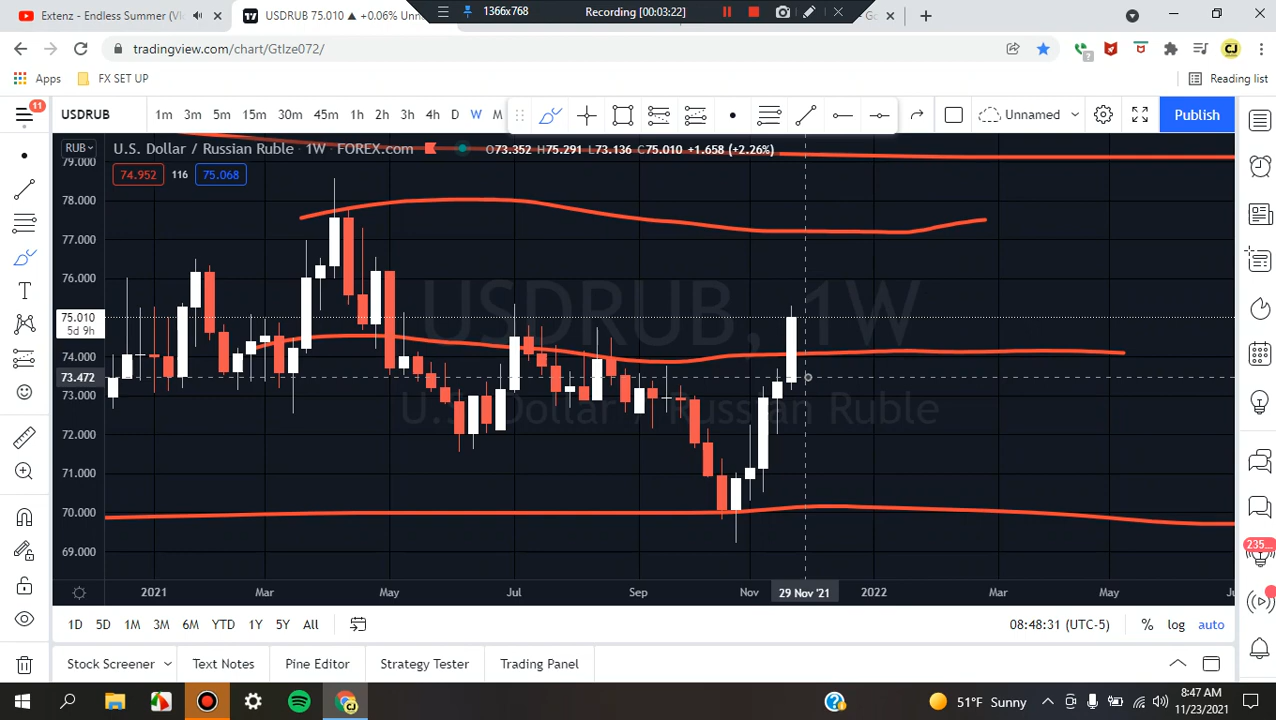 Extenz - Endless Summer (V
USDRUB 75.010 ▲ +0.06% Unn
1366x768
Recording [00:03:22]
tradingview.com/chart/GtIze072/
Apps
FX SET UP
Reading list
11
USDRUB
1m 3m 5m 15m 30m 45m 1h 2h 3h 4h D W M
Unnamed
Publish
RUB
U.S. Dollar / Russian Ruble · 1W · FOREX.com
O73.352 H75.291 L73.136 C75.010 +1.658 (+2.26%)
74.952 116 75.068
79.000
78.000
77.000
76.000
75.010
5d 9h
74.000
73.472
73.000
72.000
71.000
70.000
69.000
USDRUB, 1W
U.S. Dollar / Russian Ruble
2021 Mar May Jul Sep Nov 29 Nov '21 2022 Mar May
1D 5D 1M 3M 6M YTD 1Y 5Y All
08:48:31 (UTC-5)
% log auto
235...
Stock Screener
Text Notes
Pine Editor
Strategy Tester
Trading Panel
51°F Sunny
8:47 AM
11/23/2021